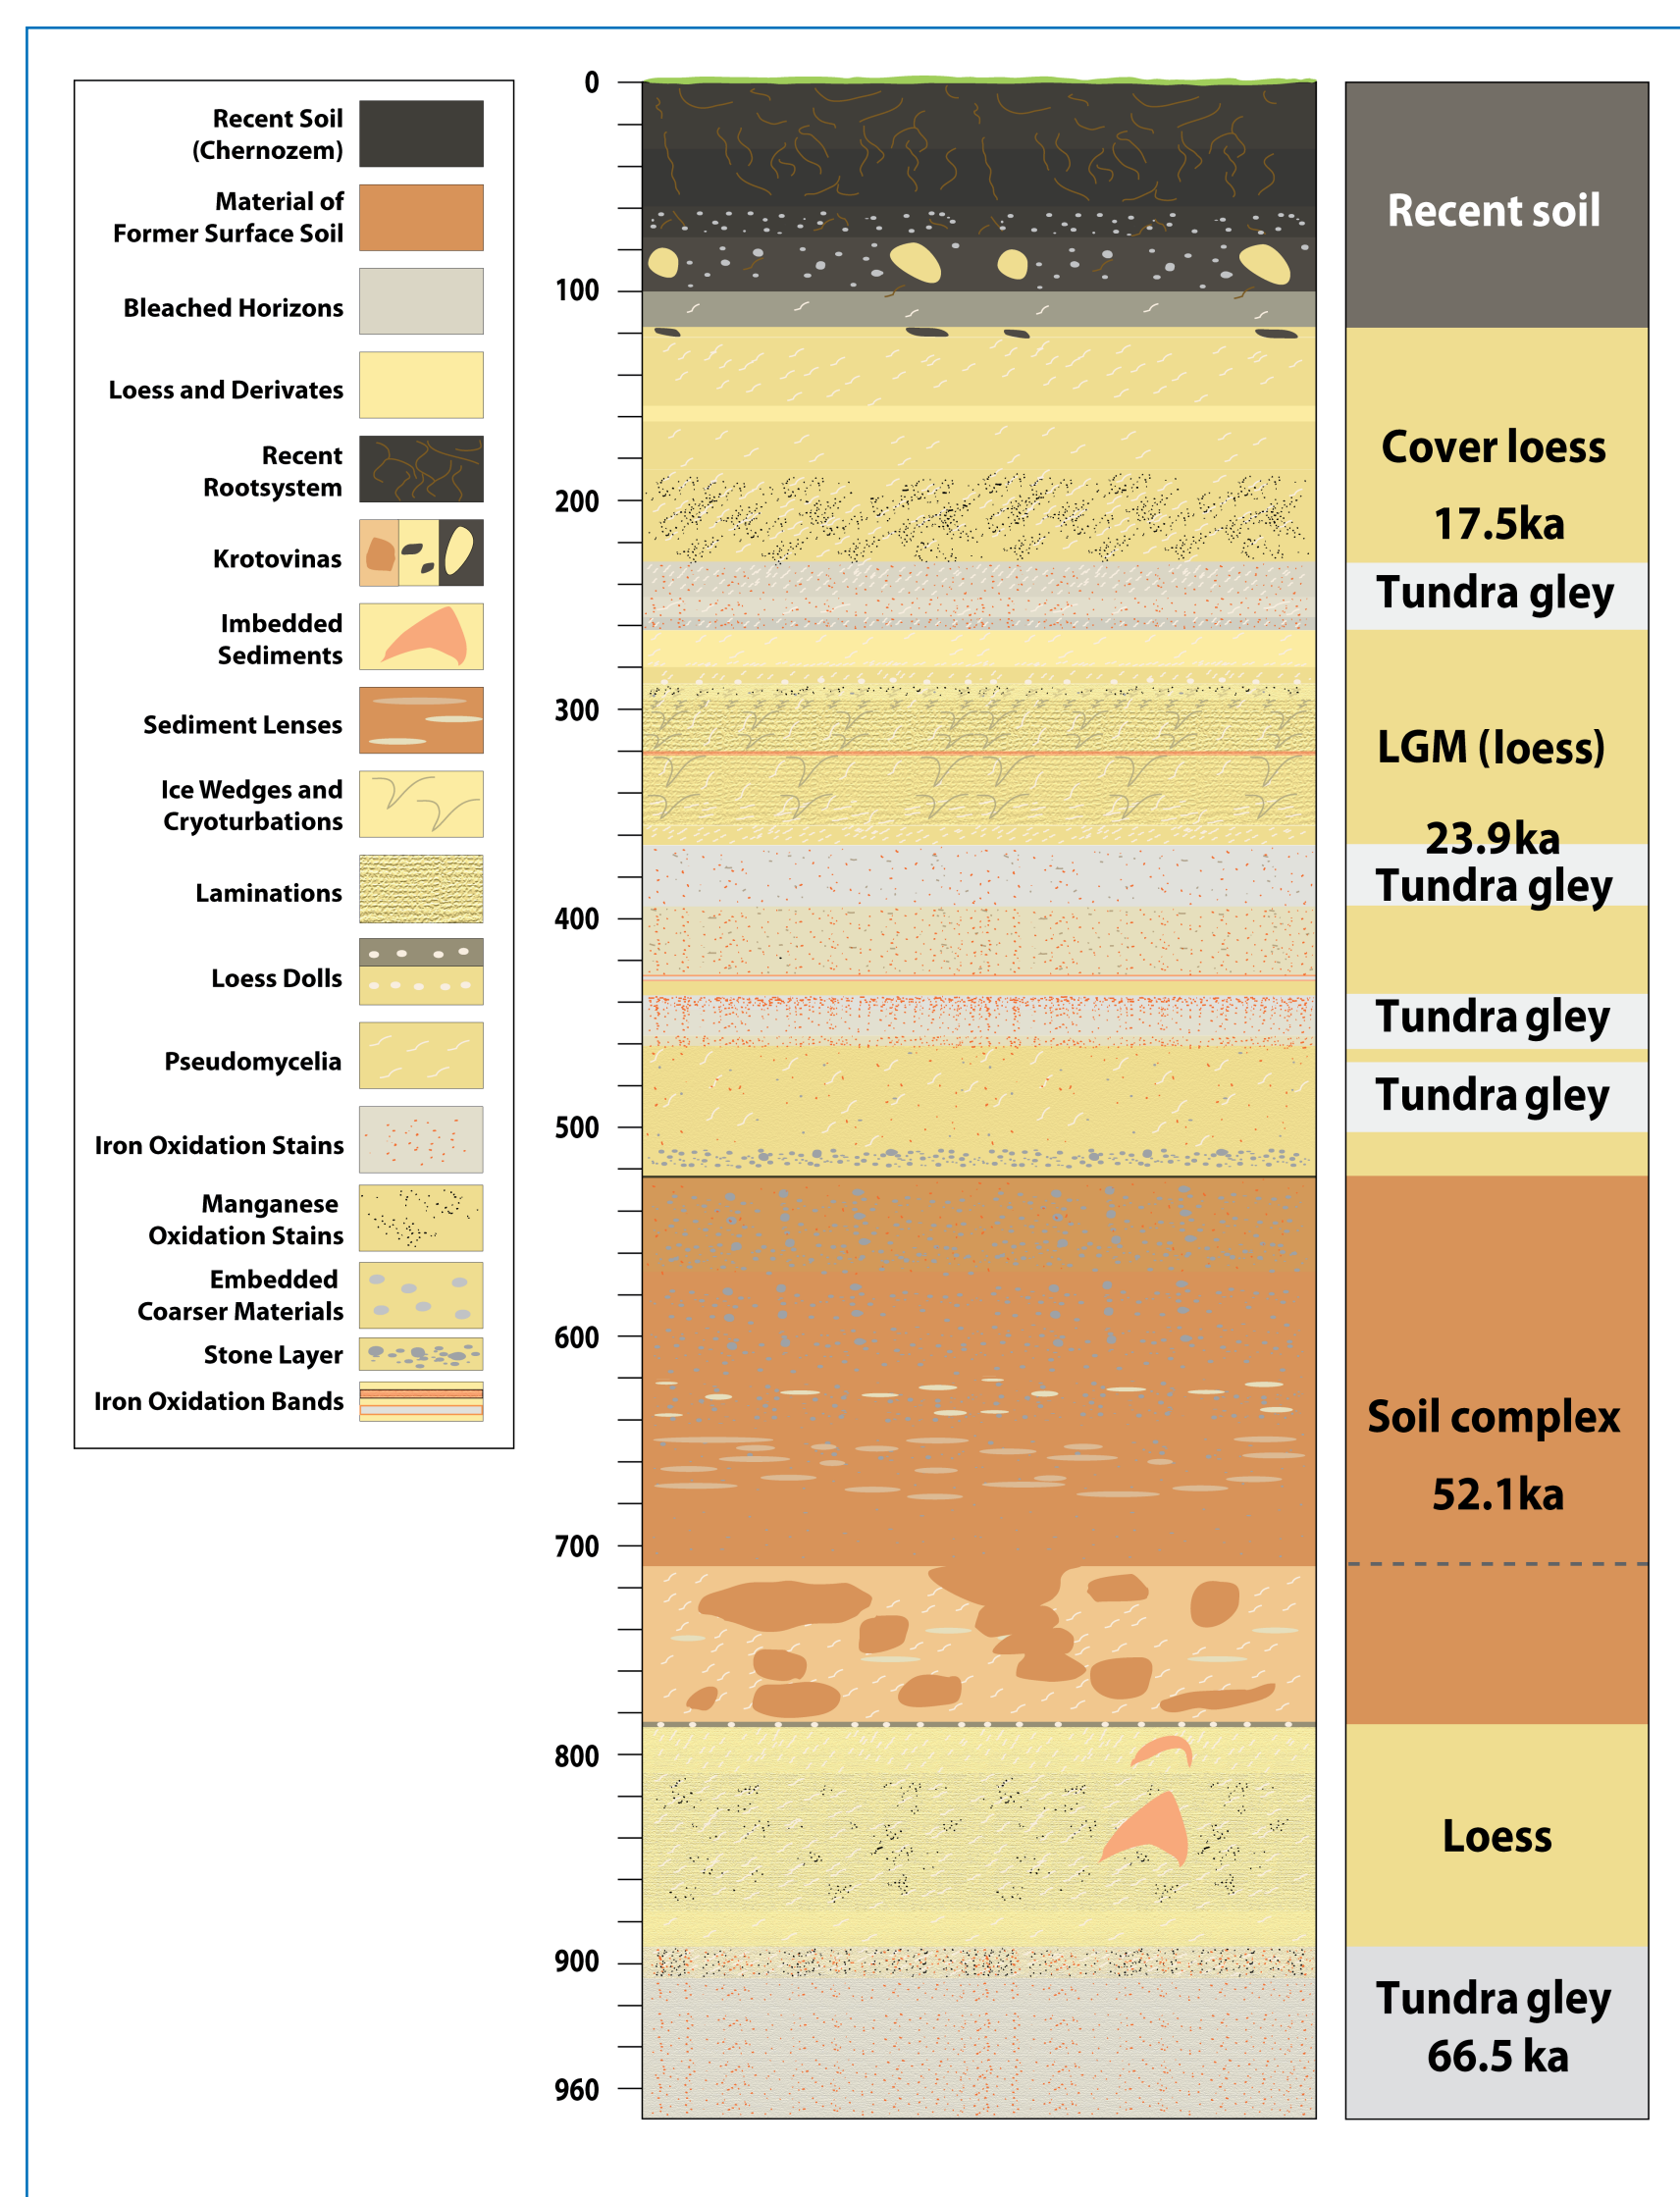 Recent Soil
(Chernozem)
Material of
Former Surface Soil
Bleached Horizons
Loess and Derivates
Recent
Rootsystem
Krotovinas
Imbedded
Sediments
Sediment Lenses
Ice Wedges and
Cryoturbations
Laminations
Loess Dolls
Pseudomycelia
Iron Oxidation Stains
Manganese
Oxidation Stains
Embedded
Coarser Materials
Stone Layer
Iron Oxidation Bands
0
100
200
300
400
500
600
700
800
900
960
Recent soil
Cover loess
17.5ka
Tundra gley
LGM (loess)
23.9ka
Tundra gley
Tundra gley
Tundra gley
Soil complex
52.1ka
Loess
Tundra gley
66.5 ka